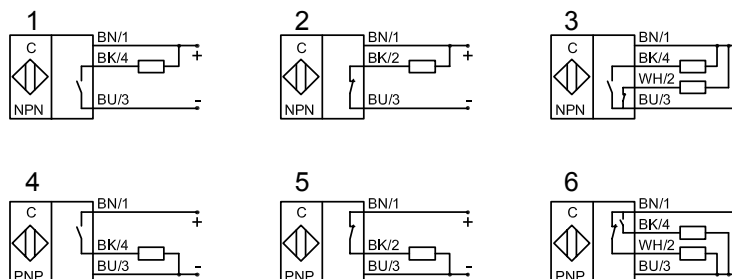 1
C
NPN
BN/1
BK/4
BU/3
+
-
2
C
NPN
BN/1
BK/2
BU/3
+
-
3
C
NPN
BN/1
BK/4
WH/2
BU/3
4
C
PNP
BN/1
BK/4
BU/3
+
-
5
C
PNP
BN/1
BK/2
BU/3
+
-
6
C
PNP
BN/1
BK/4
WH/2
BU/3